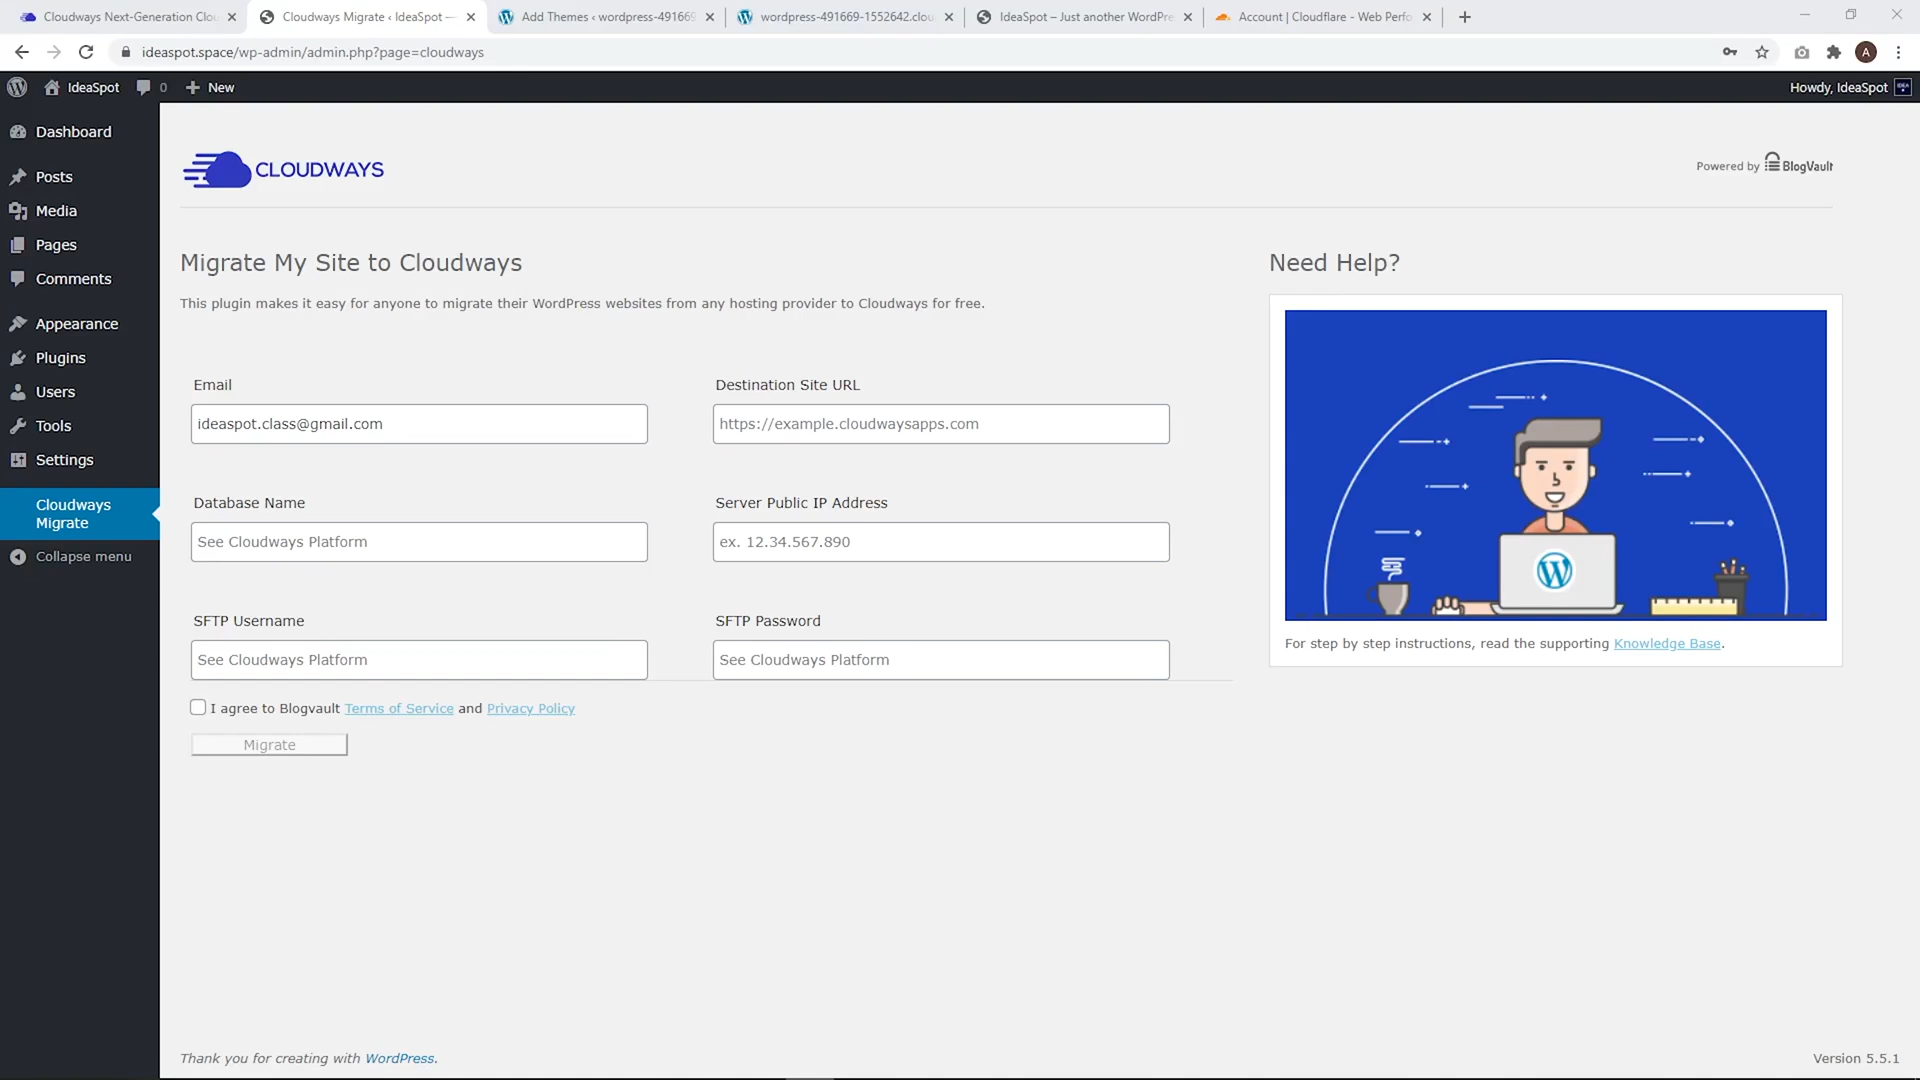 Cloudways Next-Generation Clou
Cloudways Migrate ‹ IdeaSpot —
Add Themes ‹ wordpress-491669
wordpress-491669-1552642.clou
IdeaSpot – Just another WordPre
Account | Cloudflare - Web Perfo
ideaspot.space/wp-admin/admin.php?page=cloudways
A
IdeaSpot
0
New
Howdy, IdeaSpot
Dashboard
Posts
Media
Pages
Comments
Appearance
Plugins
Users
Tools
Settings
Cloudways
Migrate
Collapse menu
CLOUDWAYS
Powered by BlogVault
Migrate My Site to Cloudways
This plugin makes it easy for anyone to migrate their WordPress websites from any hosting provider to Cloudways for free.
Email
Destination Site URL
ideaspot.class@gmail.com
https://example.cloudwaysapps.com
Database Name
Server Public IP Address
See Cloudways Platform
ex. 12.34.567.890
SFTP Username
SFTP Password
See Cloudways Platform
See Cloudways Platform
I agree to Blogvault Terms of Service and Privacy Policy
Migrate
Need Help?
For step by step instructions, read the supporting Knowledge Base.
Thank you for creating with WordPress.
Version 5.5.1